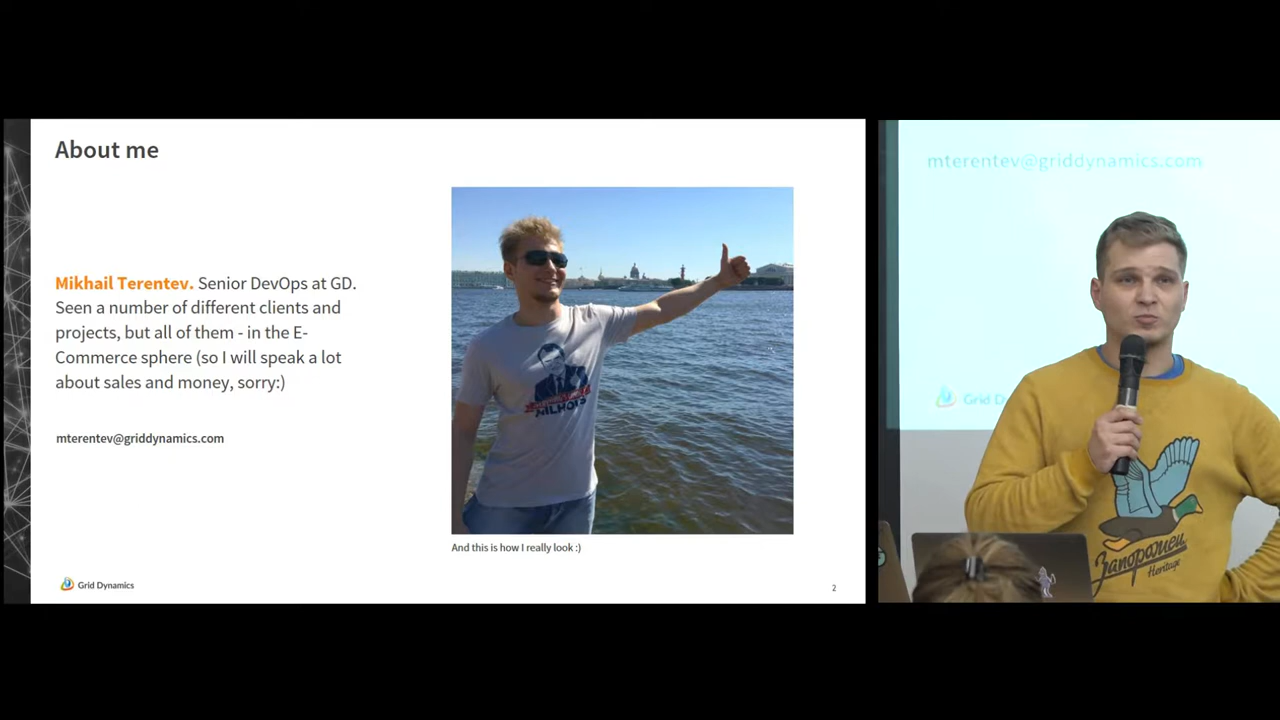 About me
Mikhail Terentev. Senior DevOps at GD.
Seen a number of different clients and
projects, but all of them - in the E-
Commerce sphere (so I will speak a lot
about sales and money, sorry:)
mterentev@griddynamics.com
And this is how I really look :)
Grid Dynamics
2
mterentev@griddynamics.com
Grid D
Запорожец
Heritage